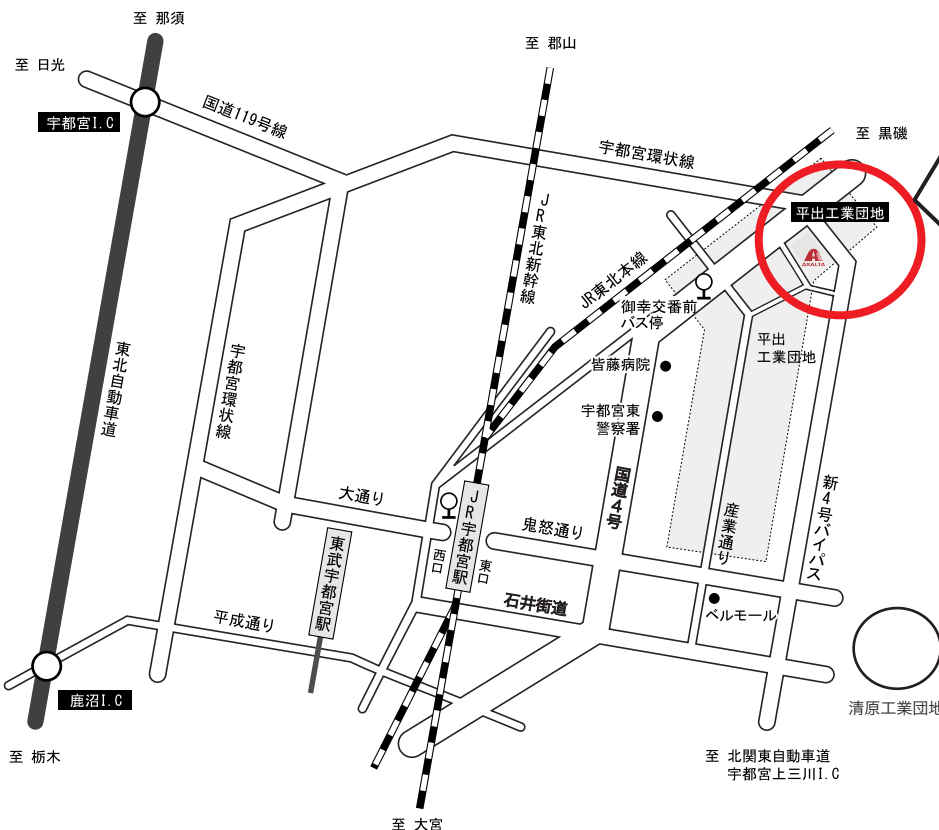 至 那須
至 日光
至 郡山
宇都宮I.C
国道119号線
宇都宮環状線
至 黒磯
平出工業団地
AXALTA
JR東北新幹線
JR東北本線
御幸交番前
バス停
平出
工業団地
皆藤病院
宇都宮東
警察署
東北自動車道
宇都宮環状線
国道4号
新4号バイパス
産業通り
大通り
鬼怒通り
JR宇都宮駅
西口
東口
東武宇都宮駅
石井街道
平成通り
ベルモール
鹿沼I.C
清原工業団地
至 栃木
至 北関東自動車道
宇都宮上三川I.C
至 大宮